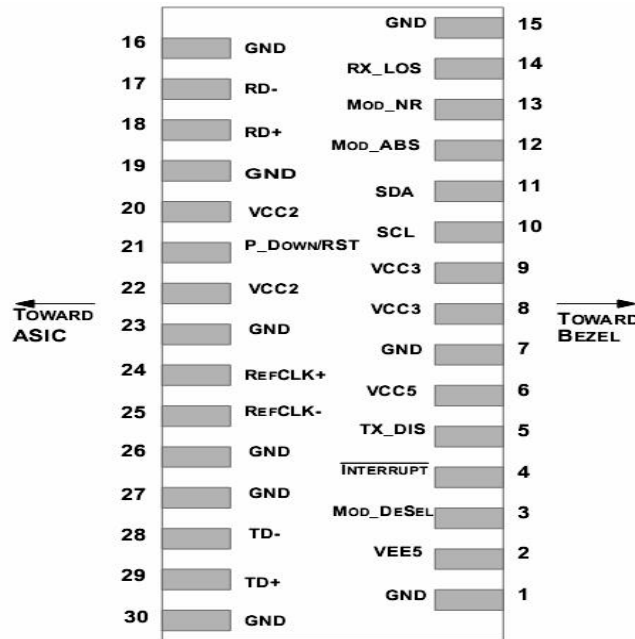 GND 15
16 GND
RX_LOS 14
17 RD-
MOD_NR 13
18 RD+
MOD_ABS 12
19 GND
SDA 11
20 VCC2
SCL 10
21 P_DOWN/RST
VCC3 9
22 VCC2
VCC3 8
TOWARD ASIC
TOWARD BEZEL
23 GND
GND 7
24 REFCLK+
VCC5 6
25 REFCLK-
TX_DIS 5
26 GND
INTERRUPT 4
27 GND
MOD_DESEL 3
28 TD-
VEE5 2
29 TD+
GND 1
30 GND